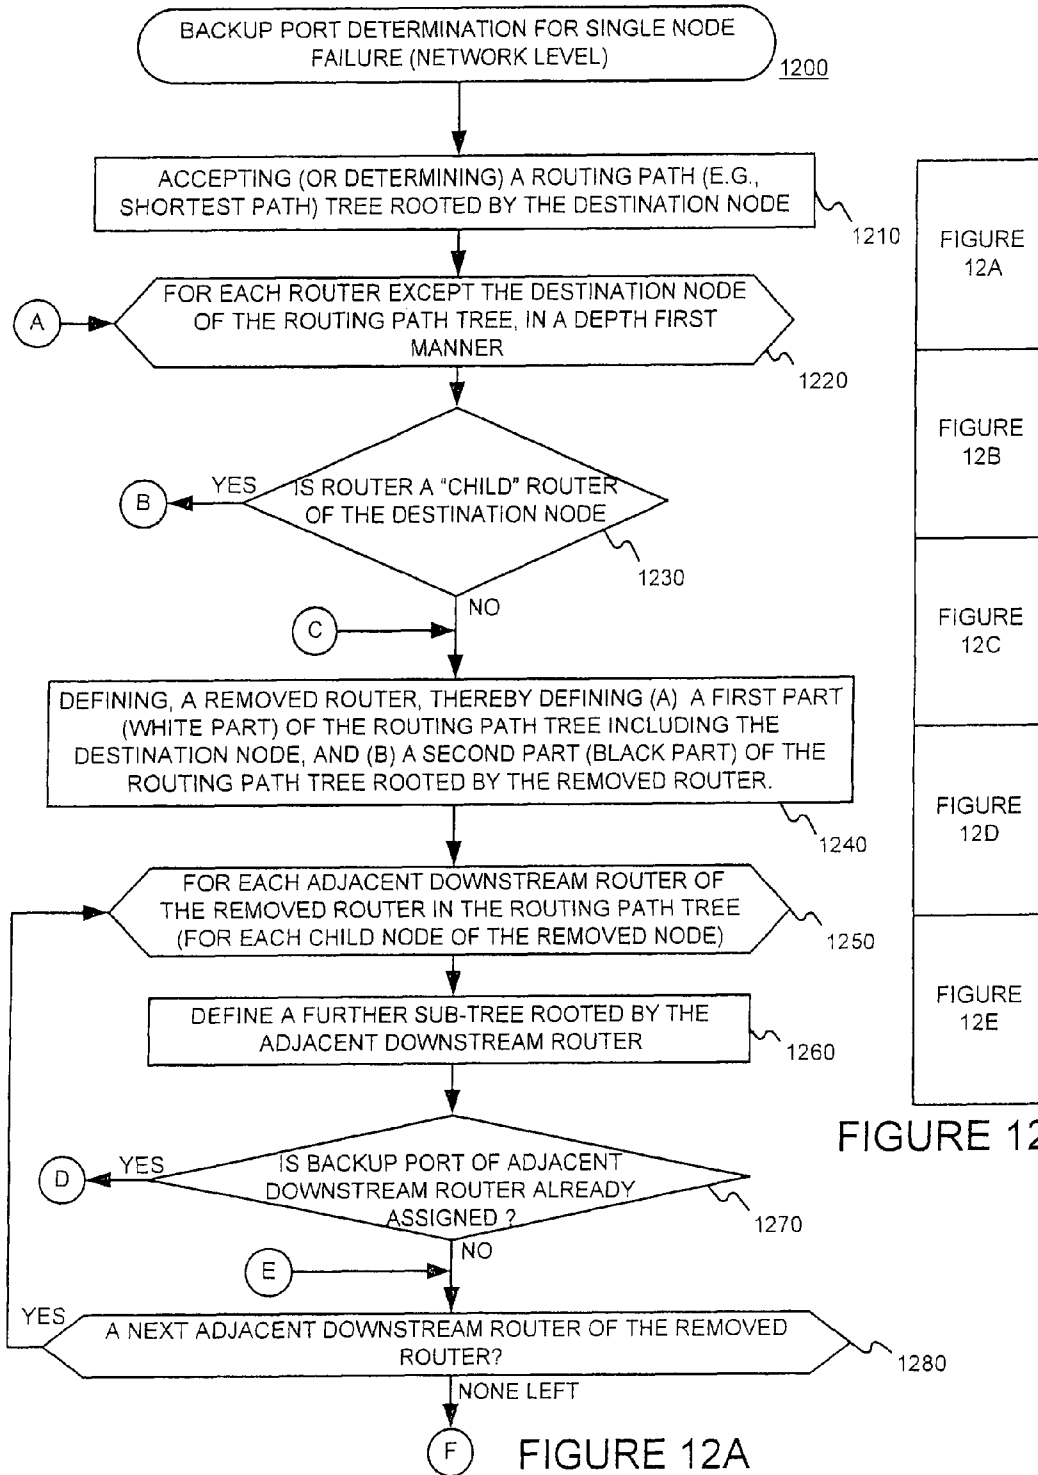 BACKUP PORT DETERMINATION FOR SINGLE NODE
FAILURE (NETWORK LEVEL)
1200
ACCEPTING (OR DETERMINING) A ROUTING PATH (E.G.,
SHORTEST PATH) TREE ROOTED BY THE DESTINATION NODE
1210
FOR EACH ROUTER EXCEPT THE DESTINATION NODE
OF THE ROUTING PATH TREE, IN A DEPTH FIRST
MANNER
A
1220
IS ROUTER A "CHILD" ROUTER
OF THE DESTINATION NODE
YES
B
1230
NO
C
DEFINING, A REMOVED ROUTER, THEREBY DEFINING (A) A FIRST PART
(WHITE PART) OF THE ROUTING PATH TREE INCLUDING THE
DESTINATION NODE, AND (B) A SECOND PART (BLACK PART) OF THE
ROUTING PATH TREE ROOTED BY THE REMOVED ROUTER.
1240
FOR EACH ADJACENT DOWNSTREAM ROUTER OF
THE REMOVED ROUTER IN THE ROUTING PATH TREE
(FOR EACH CHILD NODE OF THE REMOVED NODE)
1250
DEFINE A FURTHER SUB-TREE ROOTED BY THE
ADJACENT DOWNSTREAM ROUTER
1260
IS BACKUP PORT OF ADJACENT
DOWNSTREAM ROUTER ALREADY
ASSIGNED ?
YES
D
1270
NO
E
YES
A NEXT ADJACENT DOWNSTREAM ROUTER OF THE REMOVED
ROUTER?
1280
NONE LEFT
F
FIGURE 12A
FIGURE
12A
FIGURE
12B
FIGURE
12C
FIGURE
12D
FIGURE
12E
FIGURE 12